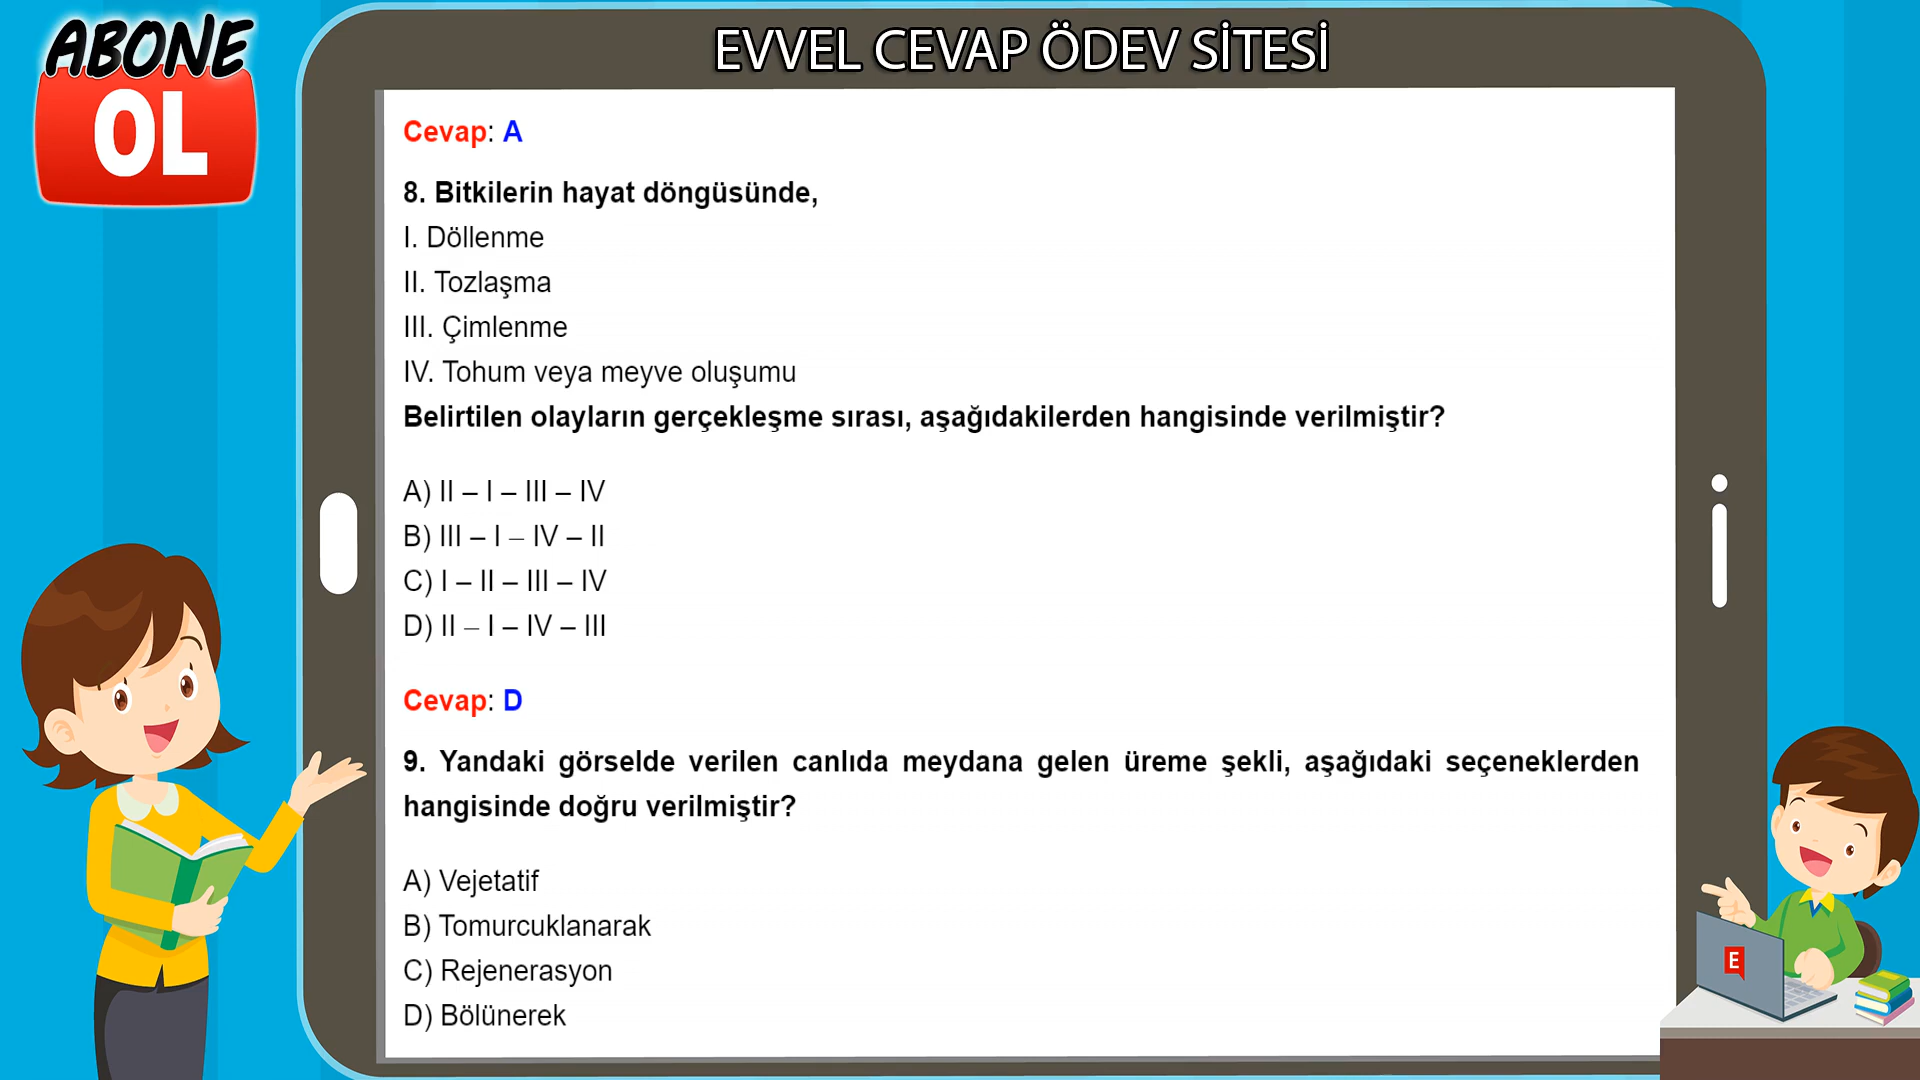 ABONE
OL
EVVEL CEVAP ÖDEV SİTESİ
Cevap: A
8. Bitkilerin hayat döngüsünde,
I. Döllenme
II. Tozlaşma
III. Çimlenme
IV. Tohum veya meyve oluşumu
Belirtilen olayların gerçekleşme sırası, aşağıdakilerden hangisinde verilmiştir?
A) II – I – III – IV
B) III – I – IV – II
C) I – II – III – IV
D) II – I – IV – III
Cevap: D
9. Yandaki görselde verilen canlıda meydana gelen üreme şekli, aşağıdaki seçeneklerden
hangisinde doğru verilmiştir?
A) Vejetatif
B) Tomurcuklanarak
C) Rejenerasyon
D) Bölünerek
E